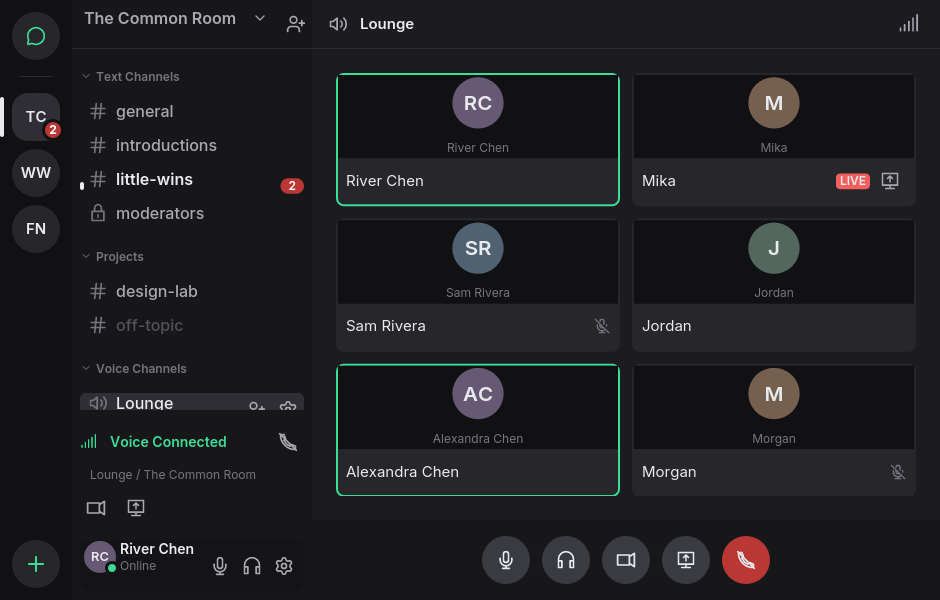 TC
2
WW
FN
The Common Room
Text Channels
general
introductions
little-wins
2
moderators
Projects
design-lab
off-topic
Voice Channels
Lounge
Voice Connected
Lounge / The Common Room
RC
River Chen
Online
Lounge
RC
River Chen
River Chen
M
Mika
Mika
LIVE
SR
Sam Rivera
Sam Rivera
J
Jordan
Jordan
AC
Alexandra Chen
Alexandra Chen
M
Morgan
Morgan